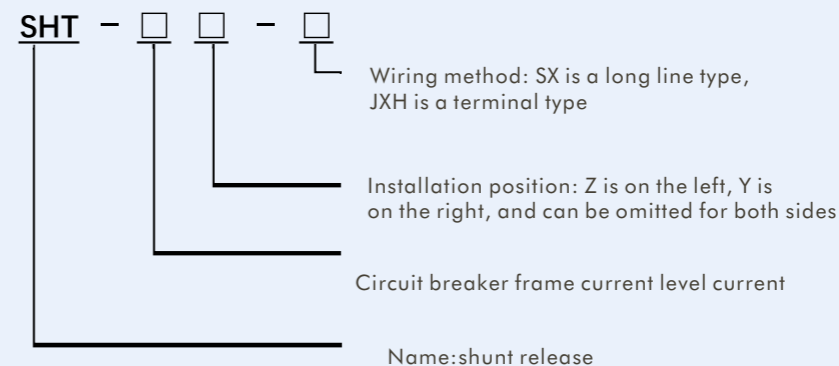 SHT - □ □ - □
Wiring method: SX is a long line type,
JXH is a terminal type
Installation position: Z is on the left, Y is
on the right, and can be omitted for both sides
Circuit breaker frame current level current
Name:shunt release